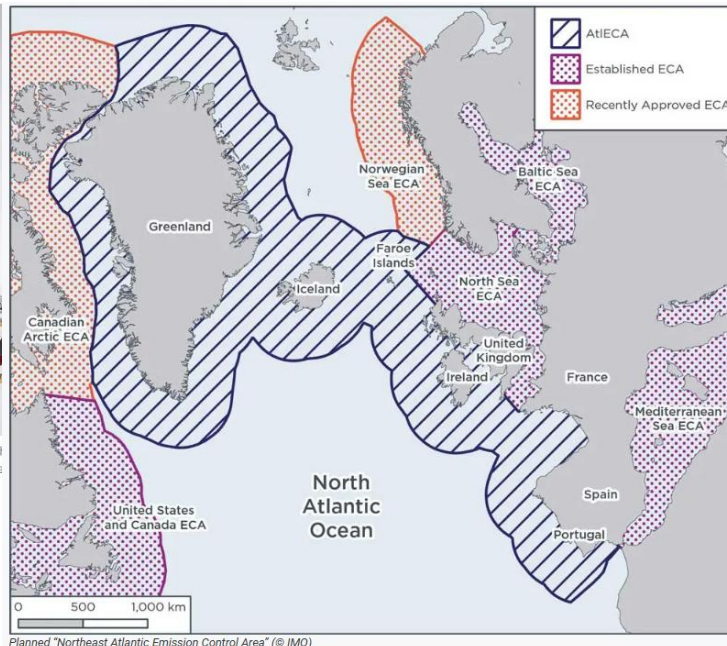 AtlECA
Established ECA
Recently Approved ECA
Norwegian
Sea ECA
Baltic Sea
ECA
Greenland
Faroe
Islands
Iceland
North Sea
ECA
Canadian
Arctic ECA
United
Kingdom
Ireland
France
Mediterranean
Sea ECA
North
Atlantic
Ocean
Spain
United States
and Canada ECA
Portugal
0 500 1,000 km
Planned "Northeast Atlantic Emission Control Area" (© IMO)